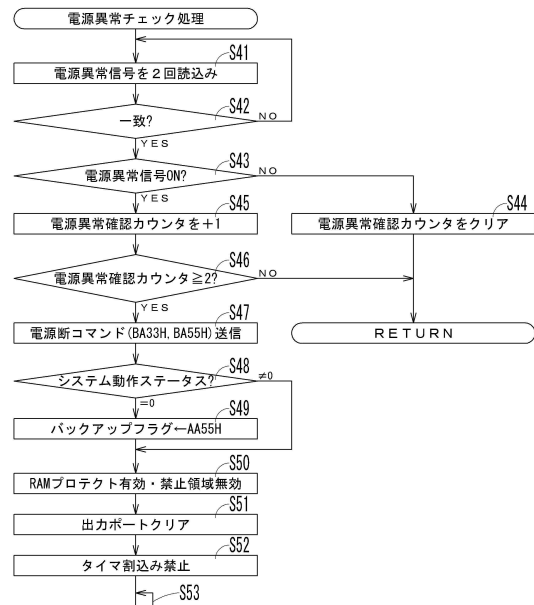 電源異常チェック処理
S41
電源異常信号を2回読込み
S42
一致?
NO
YES
S43
電源異常信号ON?
NO
YES
S45
電源異常確認カウンタを+1
S44
電源異常確認カウンタをクリア
S46
電源異常確認カウンタ≧2?
NO
YES
S47
電源断コマンド(BA33H,BA55H)送信
RETURN
S48
システム動作ステータス?
≠0
=0
S49
バックアップフラグ←AA55H
S50
RAMプロテクト有効・禁止領域無効
S51
出力ポートクリア
S52
タイマ割込み禁止
S53